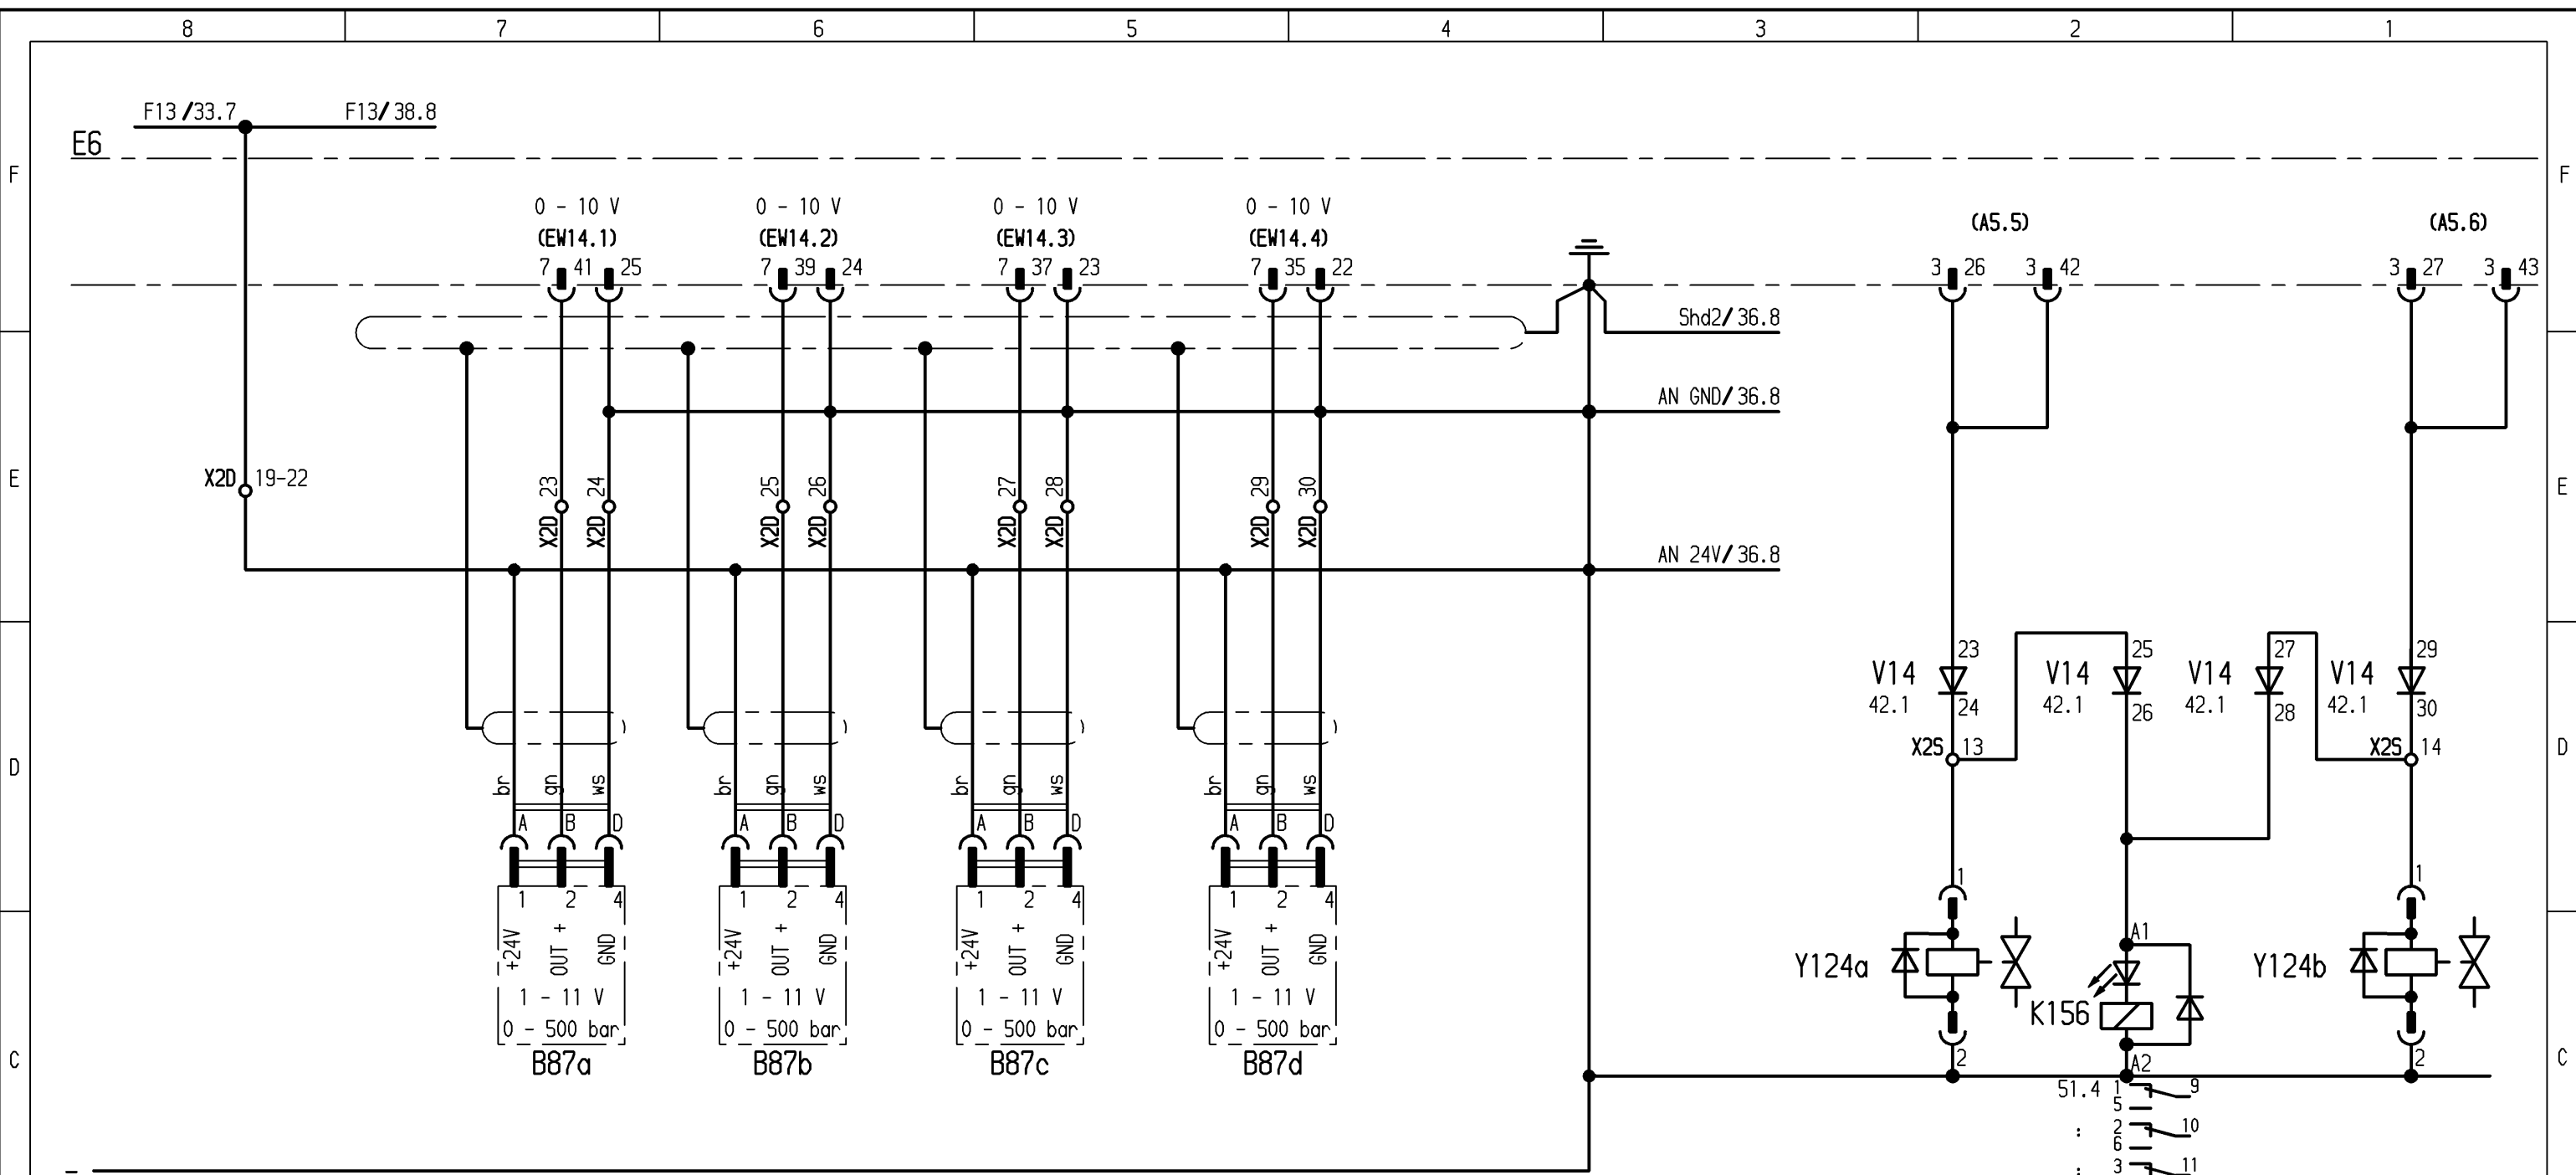 8 7 6 5 4 3 2 1
F13/33.7 F13/38.8
E6
F F
0 - 10 V 0 - 10 V 0 - 10 V 0 - 10 V
(A5.5) (A5.6)
(EW14.1) (EW14.2) (EW14.3) (EW14.4)
7 41 25 7 39 24 7 37 23 7 35 22 3 26 3 42 3 27 3 43
Shd2/36.8
AN GND/36.8
E E
X2D 19-22
23 24 25 26 27 28 29 30
X2D X2D X2D X2D X2D X2D X2D X2D
AN 24V/36.8
23 25 27 29
V14 V14 V14 V14
42.1 42.1 42.1 42.1
24 26 28 30
X2S 13 X2S 14
D D
br gn ws br gn ws br gn ws br gn ws
A B D A B D A B D A B D
1 1
1 2 4 1 2 4 1 2 4 1 2 4
+24V OUT + GND +24V OUT + GND +24V OUT + GND +24V OUT + GND
A1
Y124a Y124b
1 - 11 V 1 - 11 V 1 - 11 V 1 - 11 V
K156
0 - 500 bar 0 - 500 bar 0 - 500 bar 0 - 500 bar
C C
B87a B87b B87c B87d
2 A2 2
51.4 1 9
5
: 2 10
6
: 3 11
-